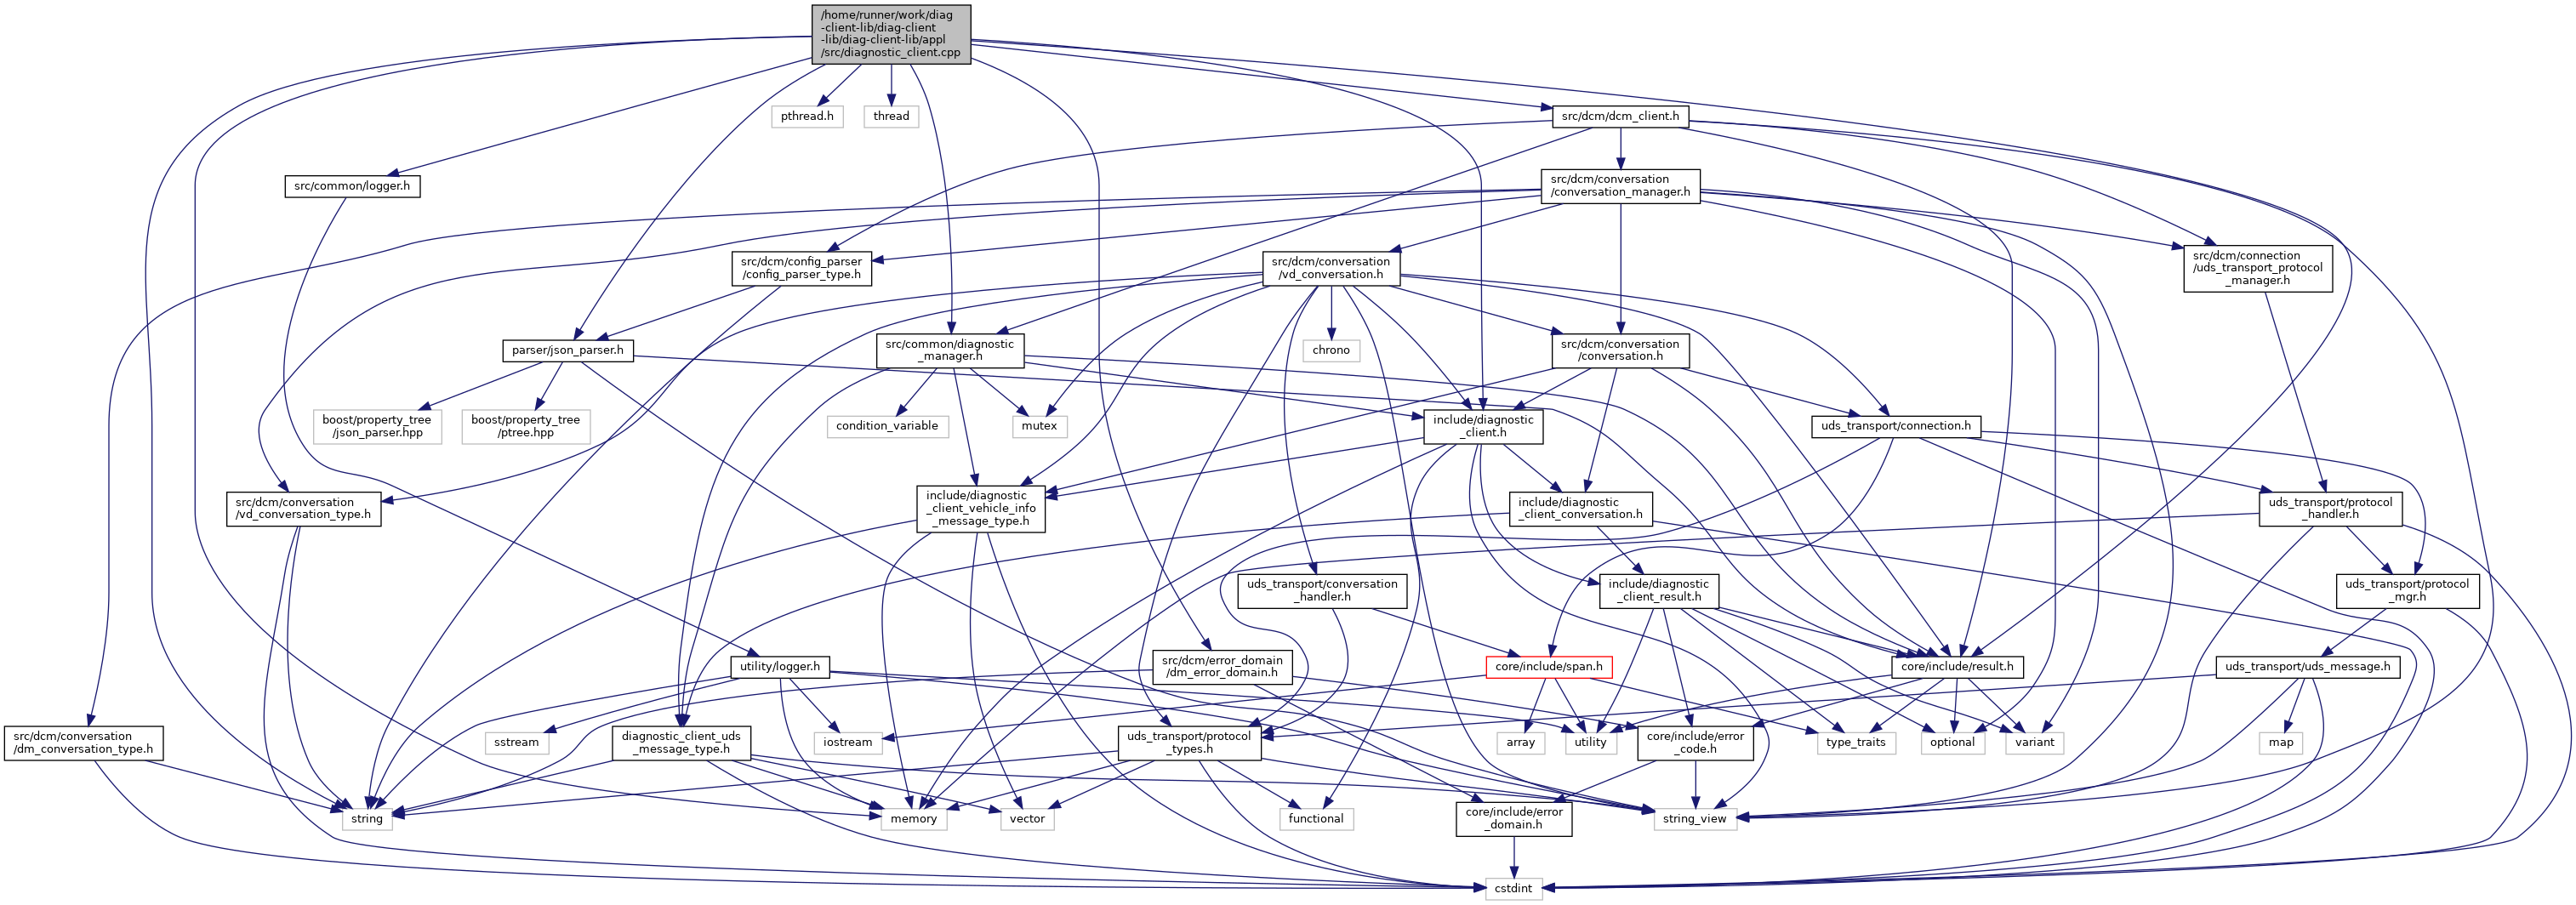 /home/runner/work/diag
-client-lib/diag-client
-lib/diag-client-lib/appl
/src/diagnostic_client.cpp
pthread.h
thread
src/dcm/dcm_client.h
src/common/logger.h
src/dcm/conversation
/conversation_manager.h
src/dcm/config_parser
/config_parser_type.h
src/dcm/conversation
/vd_conversation.h
src/dcm/connection
/uds_transport_protocol
_manager.h
parser/json_parser.h
src/common/diagnostic
_manager.h
chrono
src/dcm/conversation
/conversation.h
boost/property_tree
/json_parser.hpp
boost/property_tree
/ptree.hpp
condition_variable
mutex
include/diagnostic
_client.h
uds_transport/connection.h
src/dcm/conversation
/vd_conversation_type.h
include/diagnostic
_client_vehicle_info
_message_type.h
include/diagnostic
_client_conversation.h
uds_transport/protocol
_handler.h
uds_transport/conversation
_handler.h
include/diagnostic
_client_result.h
uds_transport/protocol
_mgr.h
utility/logger.h
src/dcm/error_domain
/dm_error_domain.h
core/include/span.h
core/include/result.h
uds_transport/uds_message.h
src/dcm/conversation
/dm_conversation_type.h
sstream
diagnostic_client_uds
_message_type.h
iostream
uds_transport/protocol
_types.h
array
utility
core/include/error
_code.h
type_traits
optional
variant
map
string
memory
vector
functional
core/include/error
_domain.h
string_view
cstdint